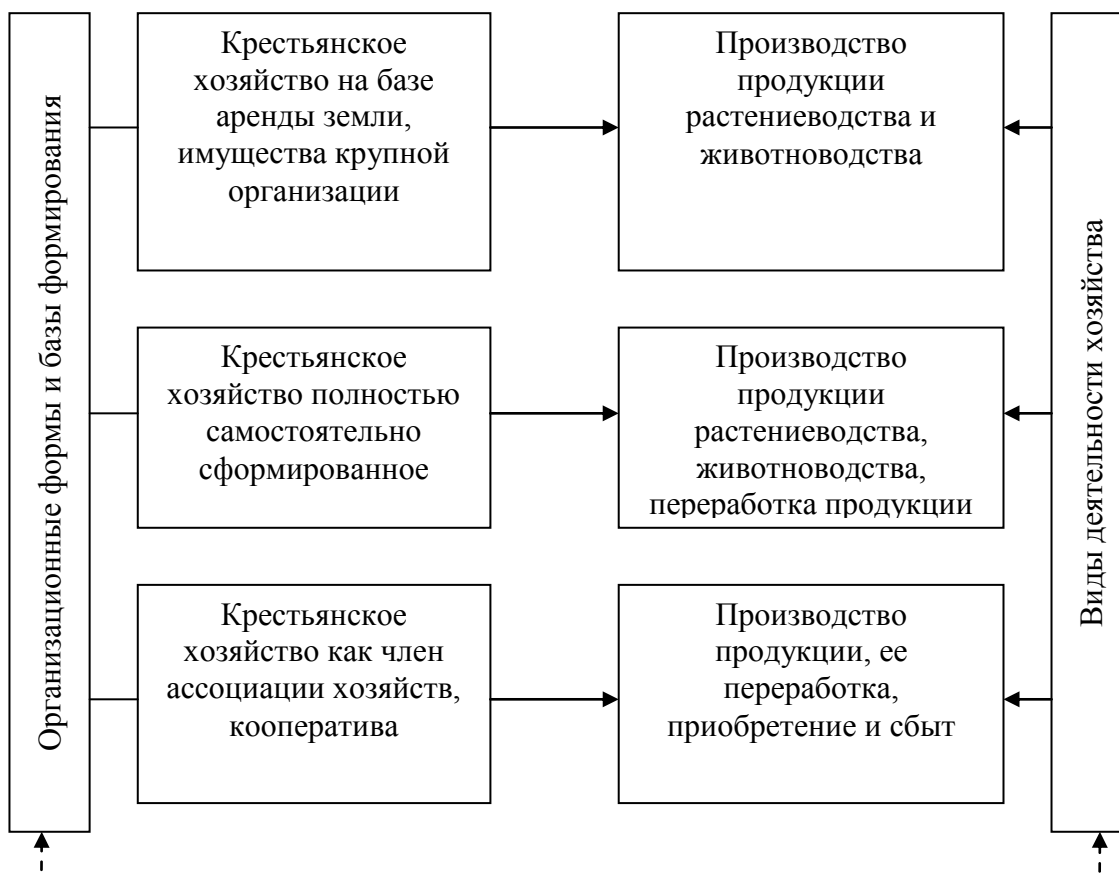 Организационные формы и базы формирования
Крестьянское
хозяйство на базе
аренды земли,
имущества крупной
организации
Производство
продукции
растениеводства и
животноводства
Крестьянское
хозяйство полностью
самостоятельно
сформированное
Производство
продукции
растениеводства,
животноводства,
переработка продукции
Крестьянское
хозяйство как член
ассоциации хозяйств,
кооператива
Производство
продукции, ее
переработка,
приобретение и сбыт
Виды деятельности хозяйства